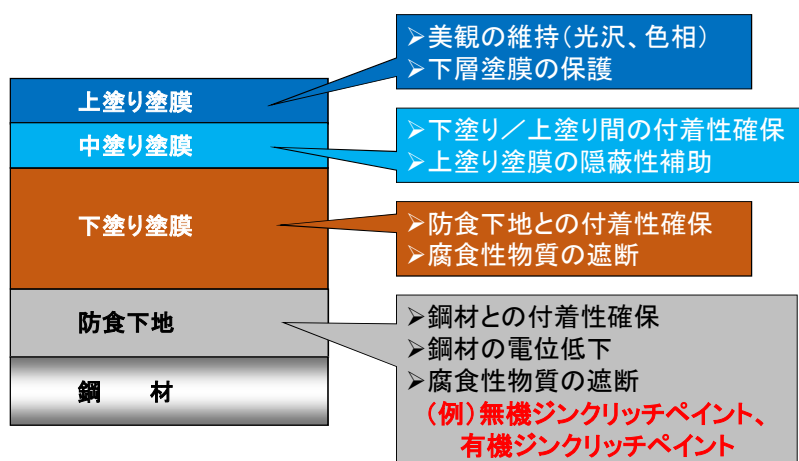 上塗り塗膜
➢美観の維持（光沢、色相）
➢下層塗膜の保護
中塗り塗膜
➢下塗り／上塗り間の付着性確保
➢上塗り塗膜の隠蔽性補助
下塗り塗膜
➢防食下地との付着性確保
➢腐食性物質の遮断
防食下地
➢鋼材との付着性確保
➢鋼材の電位低下
➢腐食性物質の遮断
（例）無機ジンクリッチペイント、
有機ジンクリッチペイント
鋼　材